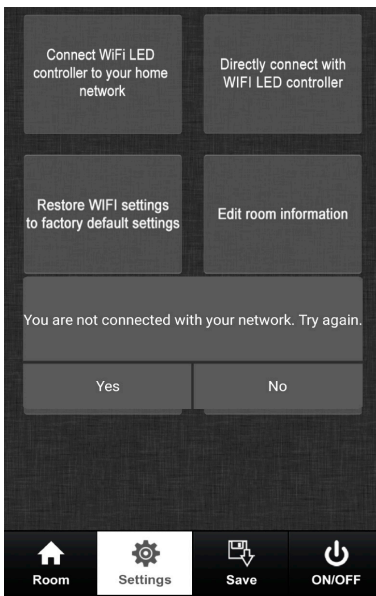 Connect WiFi LED
controller to your home
network
Directly connect with
WIFI LED controller
Restore WIFI settings
to factory default settings
Edit room information
You are not connected with your network. Try again.
Yes
No
Room
Settings
Save
ON/OFF